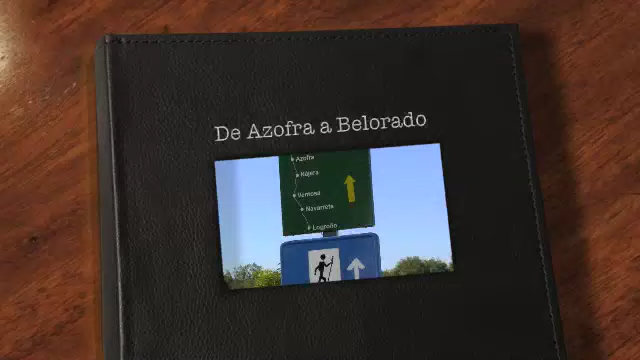 De Azofra a Belorado
Azofra
Nájera
Ventosa
Navarrete
Logroño